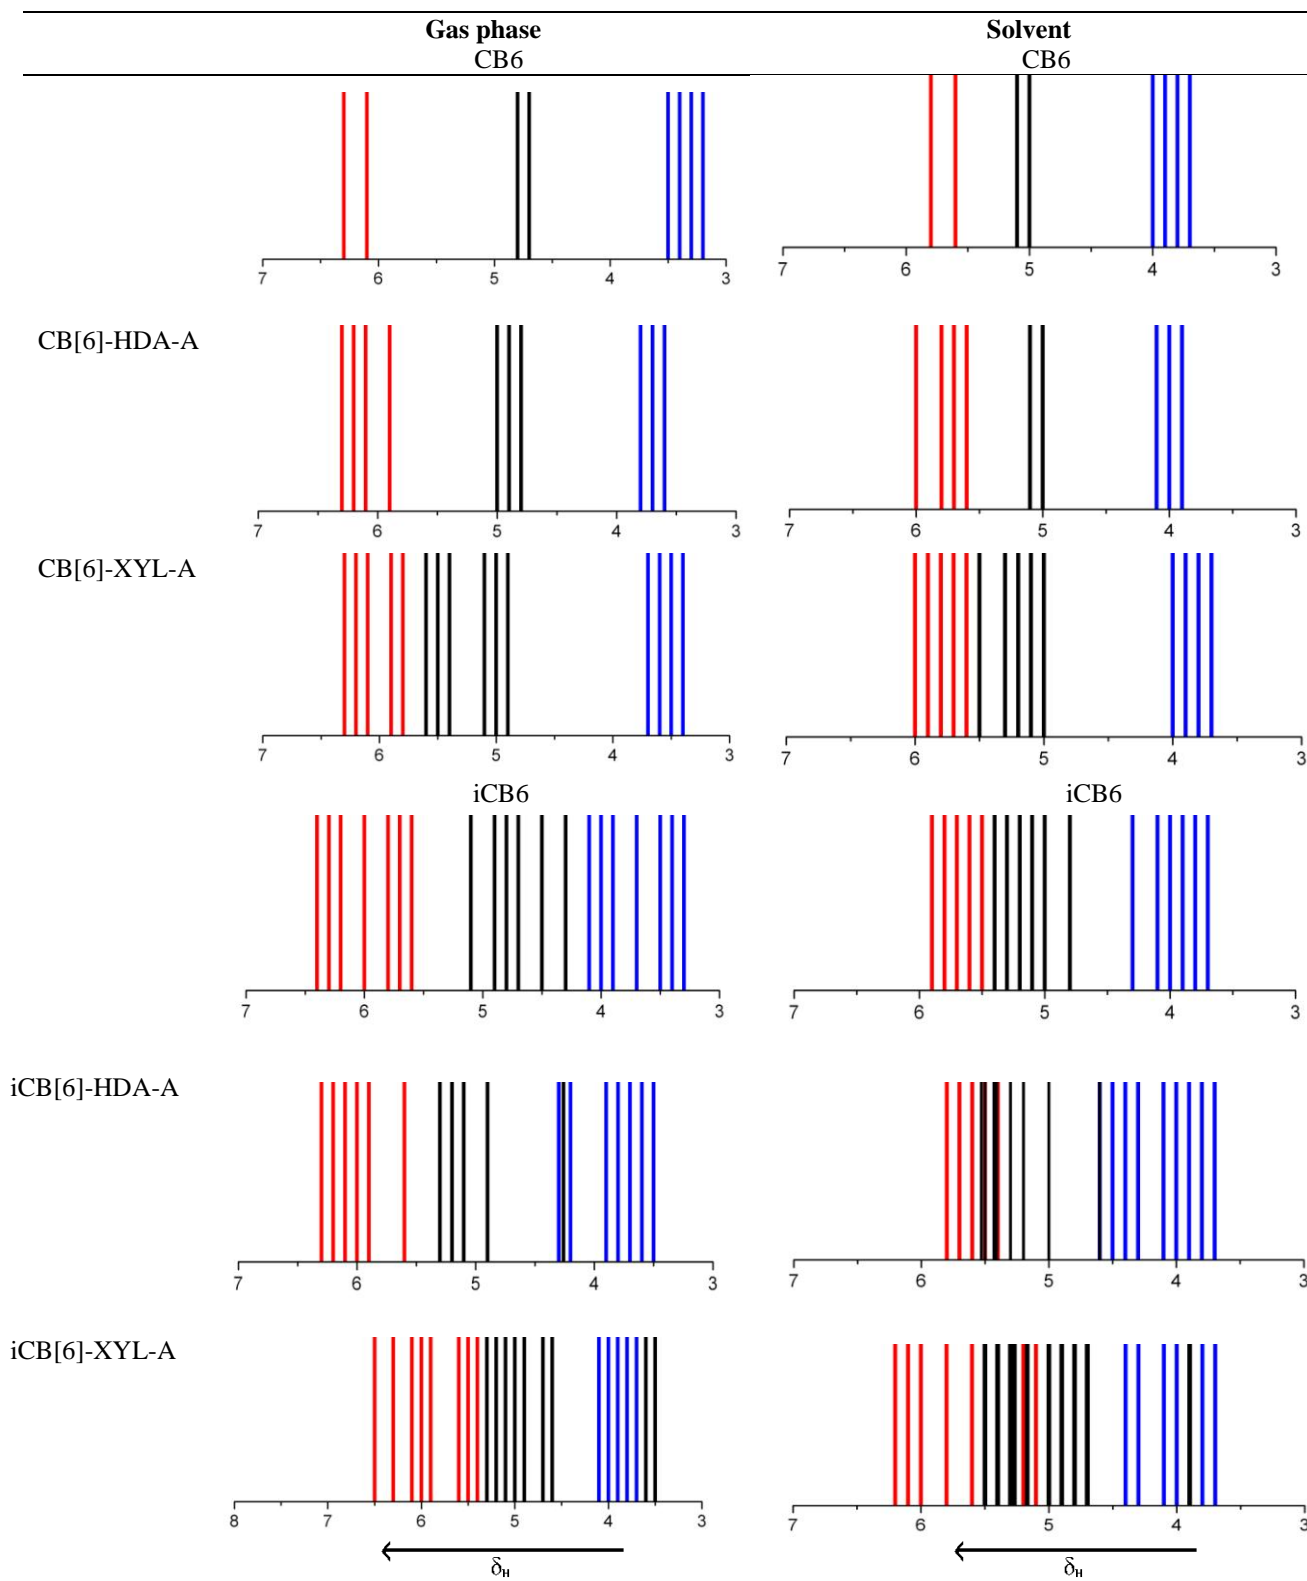 Gas phase Solvent
CB6 CB6
7 6 5 4 3 7 6 5 4 3
CB[6]-HDA-A
7 6 5 4 3 7 6 5 4 3
CB[6]-XYL-A
7 6 5 4 3 7 6 5 4 3
iCB6 iCB6
7 6 5 4 3 7 6 5 4 3
iCB[6]-HDA-A
7 6 5 4 3 7 6 5 4 3
iCB[6]-XYL-A
8 7 6 5 4 3 7 6 5 4 3
δH δH